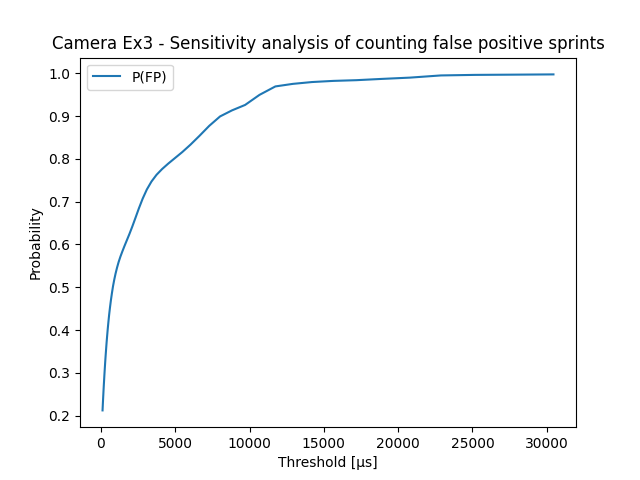 Camera Ex3 - Sensitivity analysis of counting false positive sprints
P(FP)
1.0
0.9
0.8
0.7
0.6
0.5
0.4
0.3
0.2
Probability
0 5000 10000 15000 20000 25000 30000
Threshold [µs]